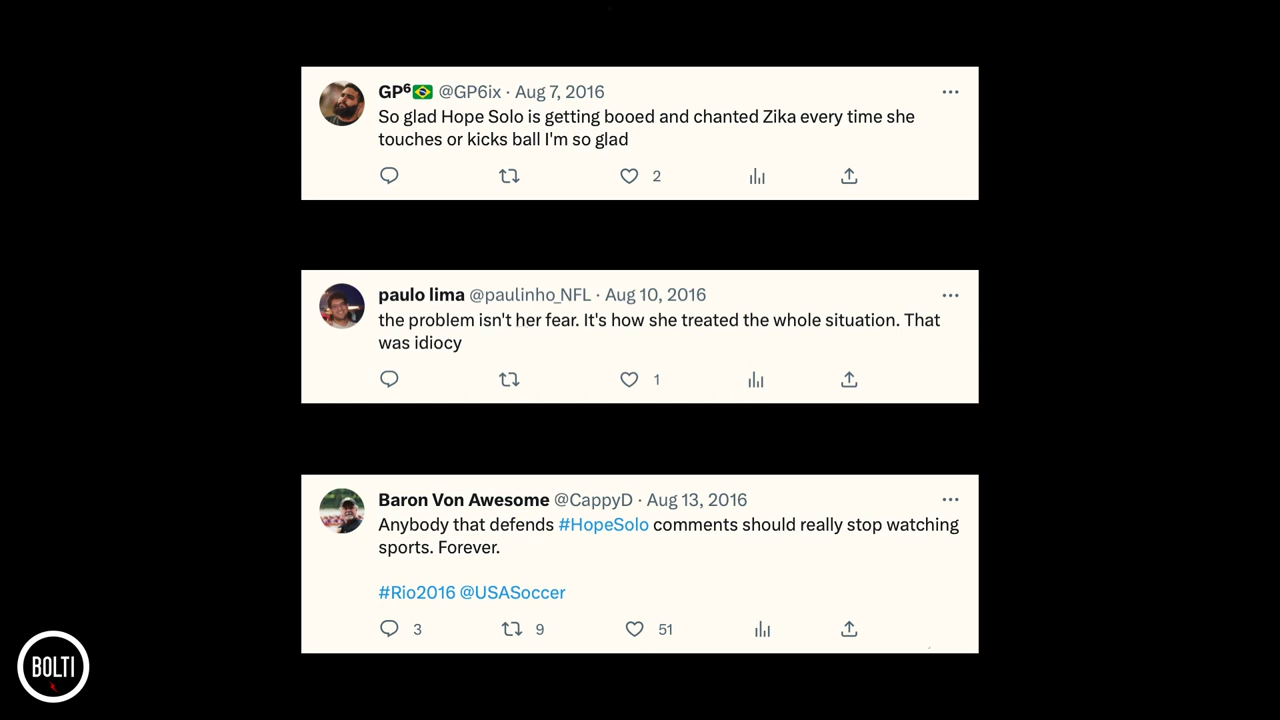 GP⁶🇧🇷 @GP6ix · Aug 7, 2016
So glad Hope Solo is getting booed and chanted Zika every time she
touches or kicks ball I'm so glad
2
paulo lima @paulinho_NFL · Aug 10, 2016
the problem isn't her fear. It's how she treated the whole situation. That
was idiocy
1
Baron Von Awesome @CappyD · Aug 13, 2016
Anybody that defends #HopeSolo comments should really stop watching
sports. Forever.
#Rio2016 @USASoccer
3 9 51
BOLTI